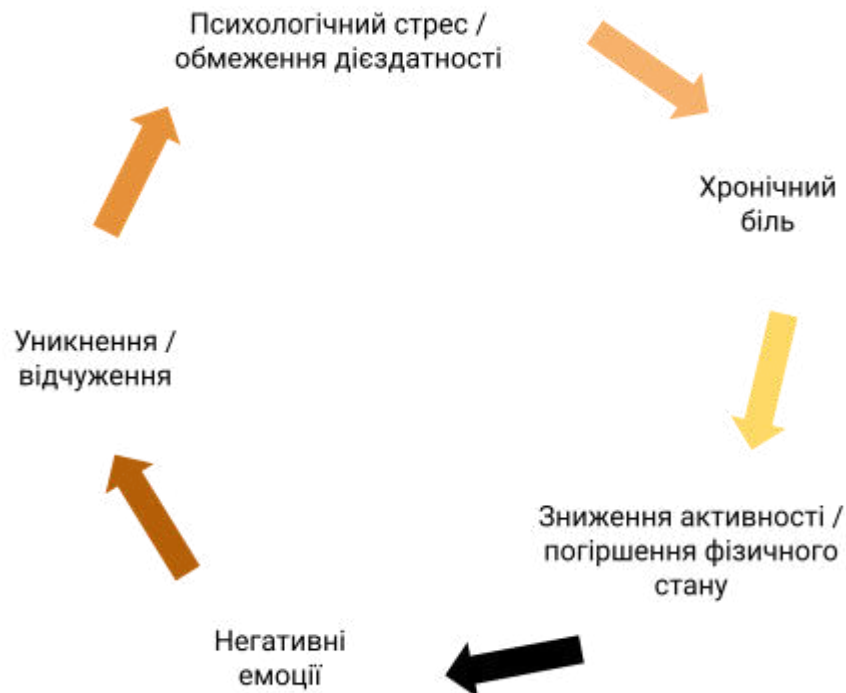 Психологічний стрес /
обмеження дієздатності
Хронічний
біль
Зниження активності /
погіршення фізичного
стану
Негативні
емоції
Уникнення /
відчуження